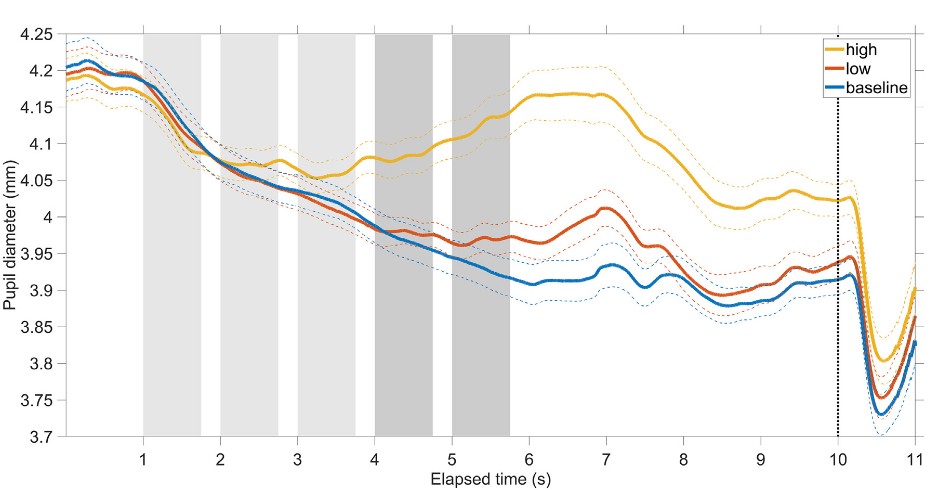 4.25
4.2
4.15
4.1
4.05
4
3.95
3.9
3.85
3.8
3.75
3.7
Pupil diameter (mm)
high
low
baseline
1 2 3 4 5 6 7 8 9 10 11
Elapsed time (s)